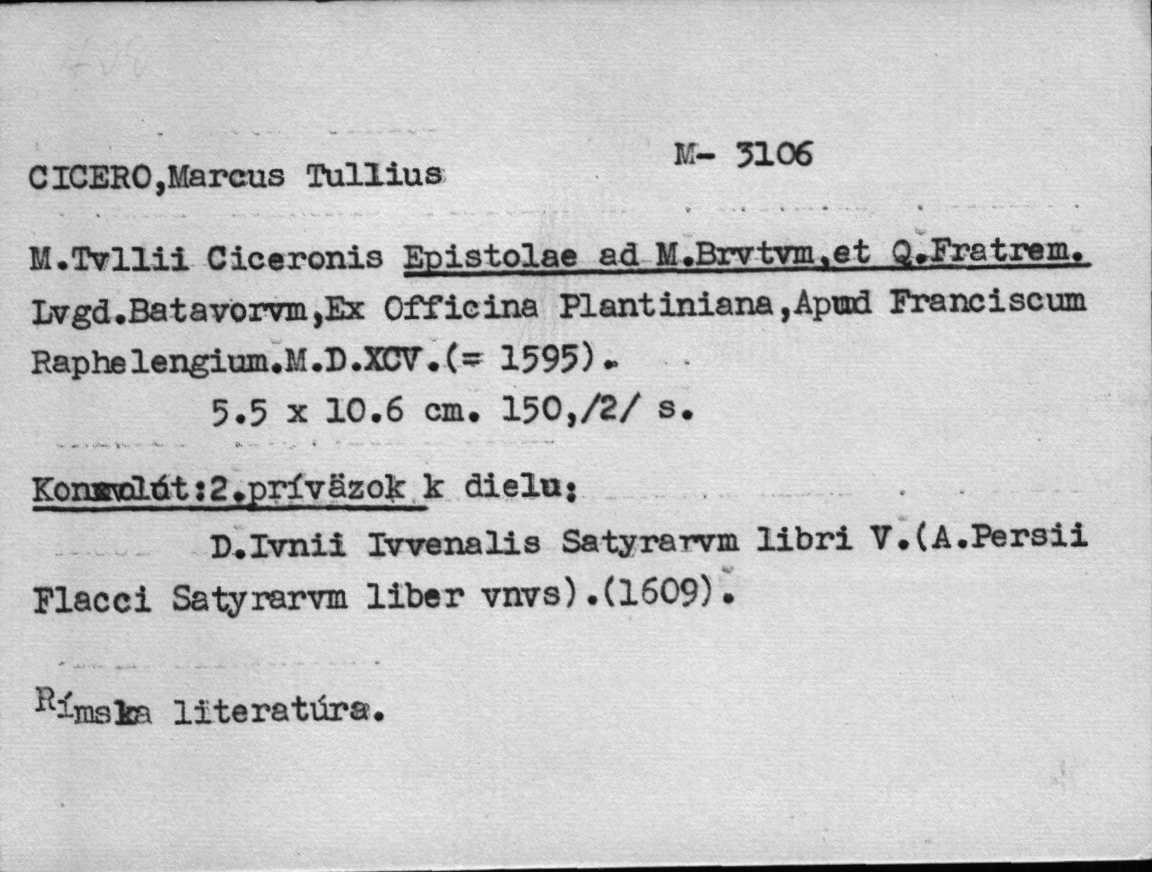 CICERO,Marcus Tullius
M- 3106
M.Tvllii Ciceronis Epistolae ad M.Brvtvm,et Q.Fratrem.
Lvgd.Batavorvm,Ex Officina Plantiniana,Apud Franciscum
Raphelengium.M.D.XCV.(= 1595).
5.5 x 10.6 cm. 150,/2/ s.
Konvolút:2.prívȁzok k dielu:
D.Ivnii Ivvenalis Satyrarvm libri V.(A.Persii
Flacci Satyrarvm liber vnvs).(1609).
Rímska literatúra.